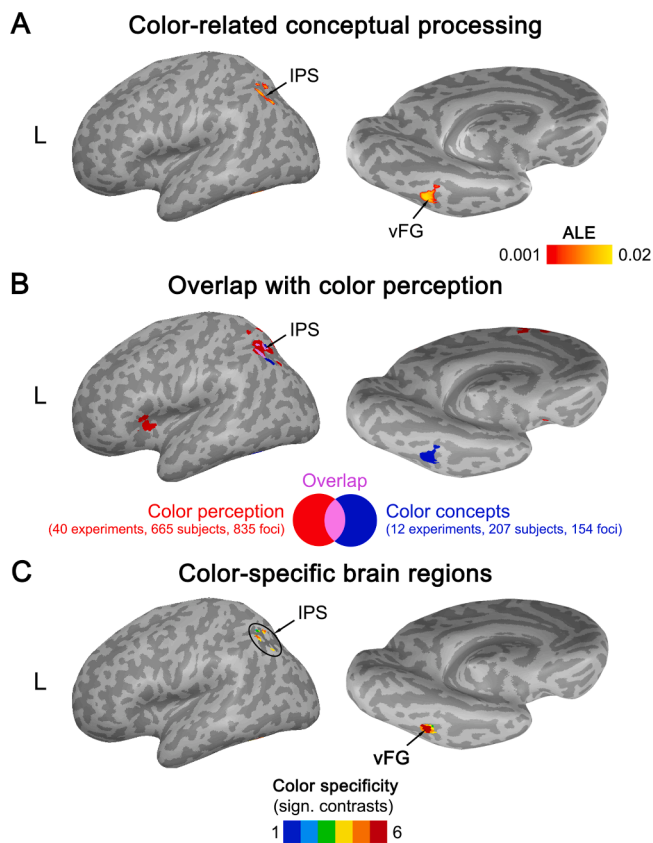 A
Color-related conceptual processing
IPS
L
vFG
ALE
0.001 0.02
B
Overlap with color perception
IPS
L
Overlap
Color perception
(40 experiments, 665 subjects, 835 foci)
Color concepts
(12 experiments, 207 subjects, 154 foci)
C
Color-specific brain regions
IPS
L
vFG
Color specificity
(sign. contrasts)
1 6